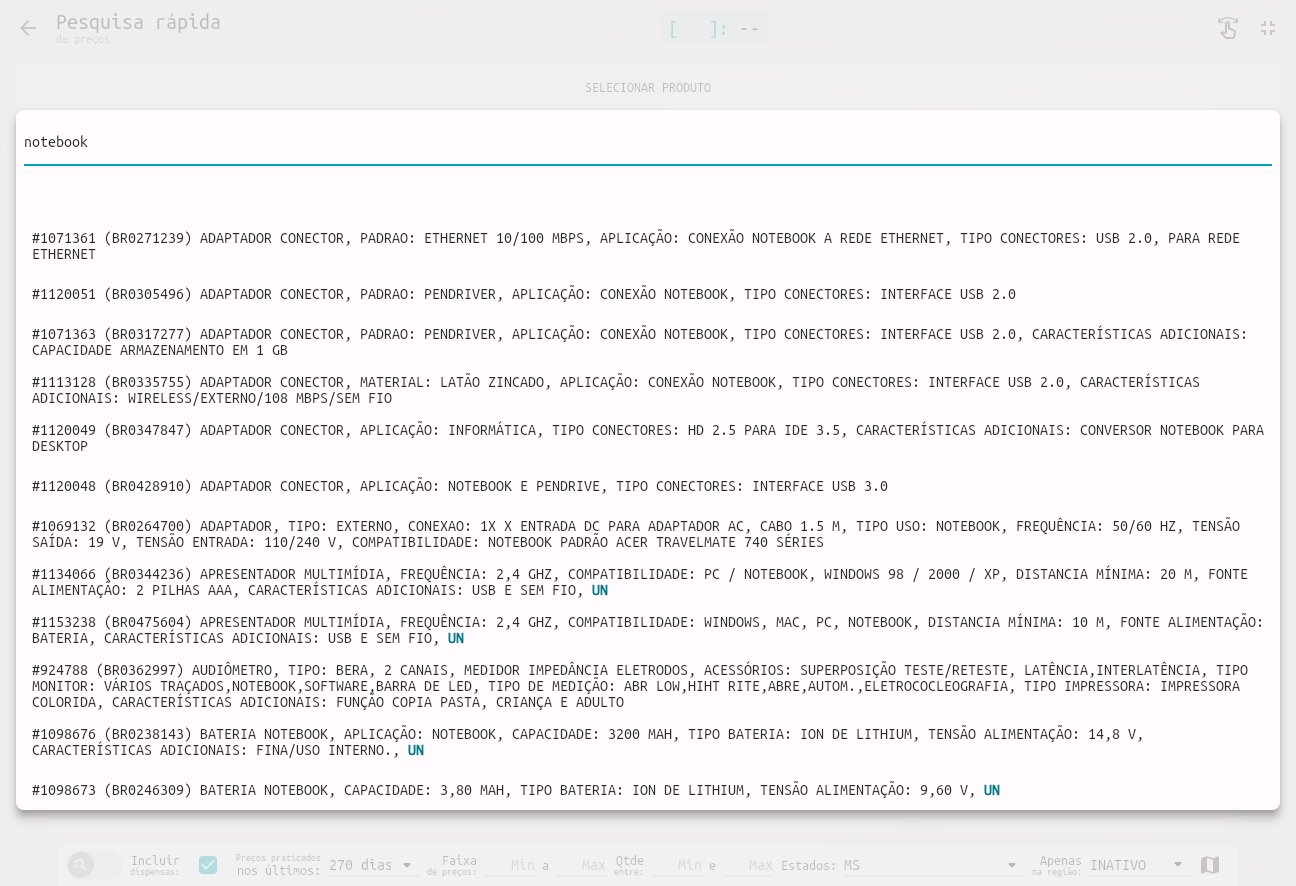 Pesquisa rápida
de preços
[ ]: --
SELECIONAR PRODUTO
notebook
#1071361 (BR0271239) ADAPTADOR CONECTOR, PADRAO: ETHERNET 10/100 MBPS, APLICAÇÃO: CONEXÃO NOTEBOOK A REDE ETHERNET, TIPO CONECTORES: USB 2.0, PARA REDE
ETHERNET
#1120051 (BR0305496) ADAPTADOR CONECTOR, PADRAO: PENDRIVER, APLICAÇÃO: CONEXÃO NOTEBOOK, TIPO CONECTORES: INTERFACE USB 2.0
#1071363 (BR0317277) ADAPTADOR CONECTOR, PADRAO: PENDRIVER, APLICAÇÃO: CONEXÃO NOTEBOOK, TIPO CONECTORES: INTERFACE USB 2.0, CARACTERÍSTICAS ADICIONAIS:
CAPACIDADE ARMAZENAMENTO EM 1 GB
#1113128 (BR0335755) ADAPTADOR CONECTOR, MATERIAL: LATÃO ZINCADO, APLICAÇÃO: CONEXÃO NOTEBOOK, TIPO CONECTORES: INTERFACE USB 2.0, CARACTERÍSTICAS
ADICIONAIS: WIRELESS/EXTERNO/108 MBPS/SEM FIO
#1120049 (BR0347847) ADAPTADOR CONECTOR, APLICAÇÃO: INFORMÁTICA, TIPO CONECTORES: HD 2.5 PARA IDE 3.5, CARACTERÍSTICAS ADICIONAIS: CONVERSOR NOTEBOOK PARA
DESKTOP
#1120048 (BR0428910) ADAPTADOR CONECTOR, APLICAÇÃO: NOTEBOOK E PENDRIVE, TIPO CONECTORES: INTERFACE USB 3.0
#1069132 (BR0264700) ADAPTADOR, TIPO: EXTERNO, CONEXAO: 1X X ENTRADA DC PARA ADAPTADOR AC, CABO 1.5 M, TIPO USO: NOTEBOOK, FREQUÊNCIA: 50/60 HZ, TENSÃO
SAÍDA: 19 V, TENSÃO ENTRADA: 110/240 V, COMPATIBILIDADE: NOTEBOOK PADRÃO ACER TRAVELMATE 740 SÉRIES
#1134066 (BR0344236) APRESENTADOR MULTIMÍDIA, FREQUÊNCIA: 2,4 GHZ, COMPATIBILIDADE: PC / NOTEBOOK, WINDOWS 98 / 2000 / XP, DISTANCIA MÍNIMA: 20 M, FONTE
ALIMENTAÇÃO: 2 PILHAS AAA, CARACTERÍSTICAS ADICIONAIS: USB E SEM FIO, UN
#1153238 (BR0475604) APRESENTADOR MULTIMÍDIA, FREQUÊNCIA: 2,4 GHZ, COMPATIBILIDADE: WINDOWS, MAC, PC, NOTEBOOK, DISTANCIA MÍNIMA: 10 M, FONTE ALIMENTAÇÃO:
BATERIA, CARACTERÍSTICAS ADICIONAIS: USB E SEM FIO, UN
#924788 (BR0362997) AUDIÔMETRO, TIPO: BERA, 2 CANAIS, MEDIDOR IMPEDÂNCIA ELETRODOS, ACESSÓRIOS: SUPERPOSIÇÃO TESTE/RETESTE, LATÊNCIA,INTERLATÊNCIA, TIPO
MONITOR: VÁRIOS TRAÇADOS,NOTEBOOK,SOFTWARE,BARRA DE LED, TIPO DE MEDIÇÃO: ABR LOW,HIHT RITE,ABRE,AUTOM.,ELETROCOCLEOGRAFIA, TIPO IMPRESSORA: IMPRESSORA
COLORIDA, CARACTERÍSTICAS ADICIONAIS: FUNÇÃO COPIA PASTA, CRIANÇA E ADULTO
#1098676 (BR0238143) BATERIA NOTEBOOK, APLICAÇÃO: NOTEBOOK, CAPACIDADE: 3200 MAH, TIPO BATERIA: ION DE LITHIUM, TENSÃO ALIMENTAÇÃO: 14,8 V,
CARACTERÍSTICAS ADICIONAIS: FINA/USO INTERNO., UN
#1098673 (BR0246309) BATERIA NOTEBOOK, CAPACIDADE: 3,80 MAH, TIPO BATERIA: ION DE LITHIUM, TENSÃO ALIMENTAÇÃO: 9,60 V, UN
Incluir dispensas: Preços praticados nos últimos: 270 dias Faixa de preços: Min a Max Qtde entre: Min e Max Estados: MS Apenas na região: INATIVO